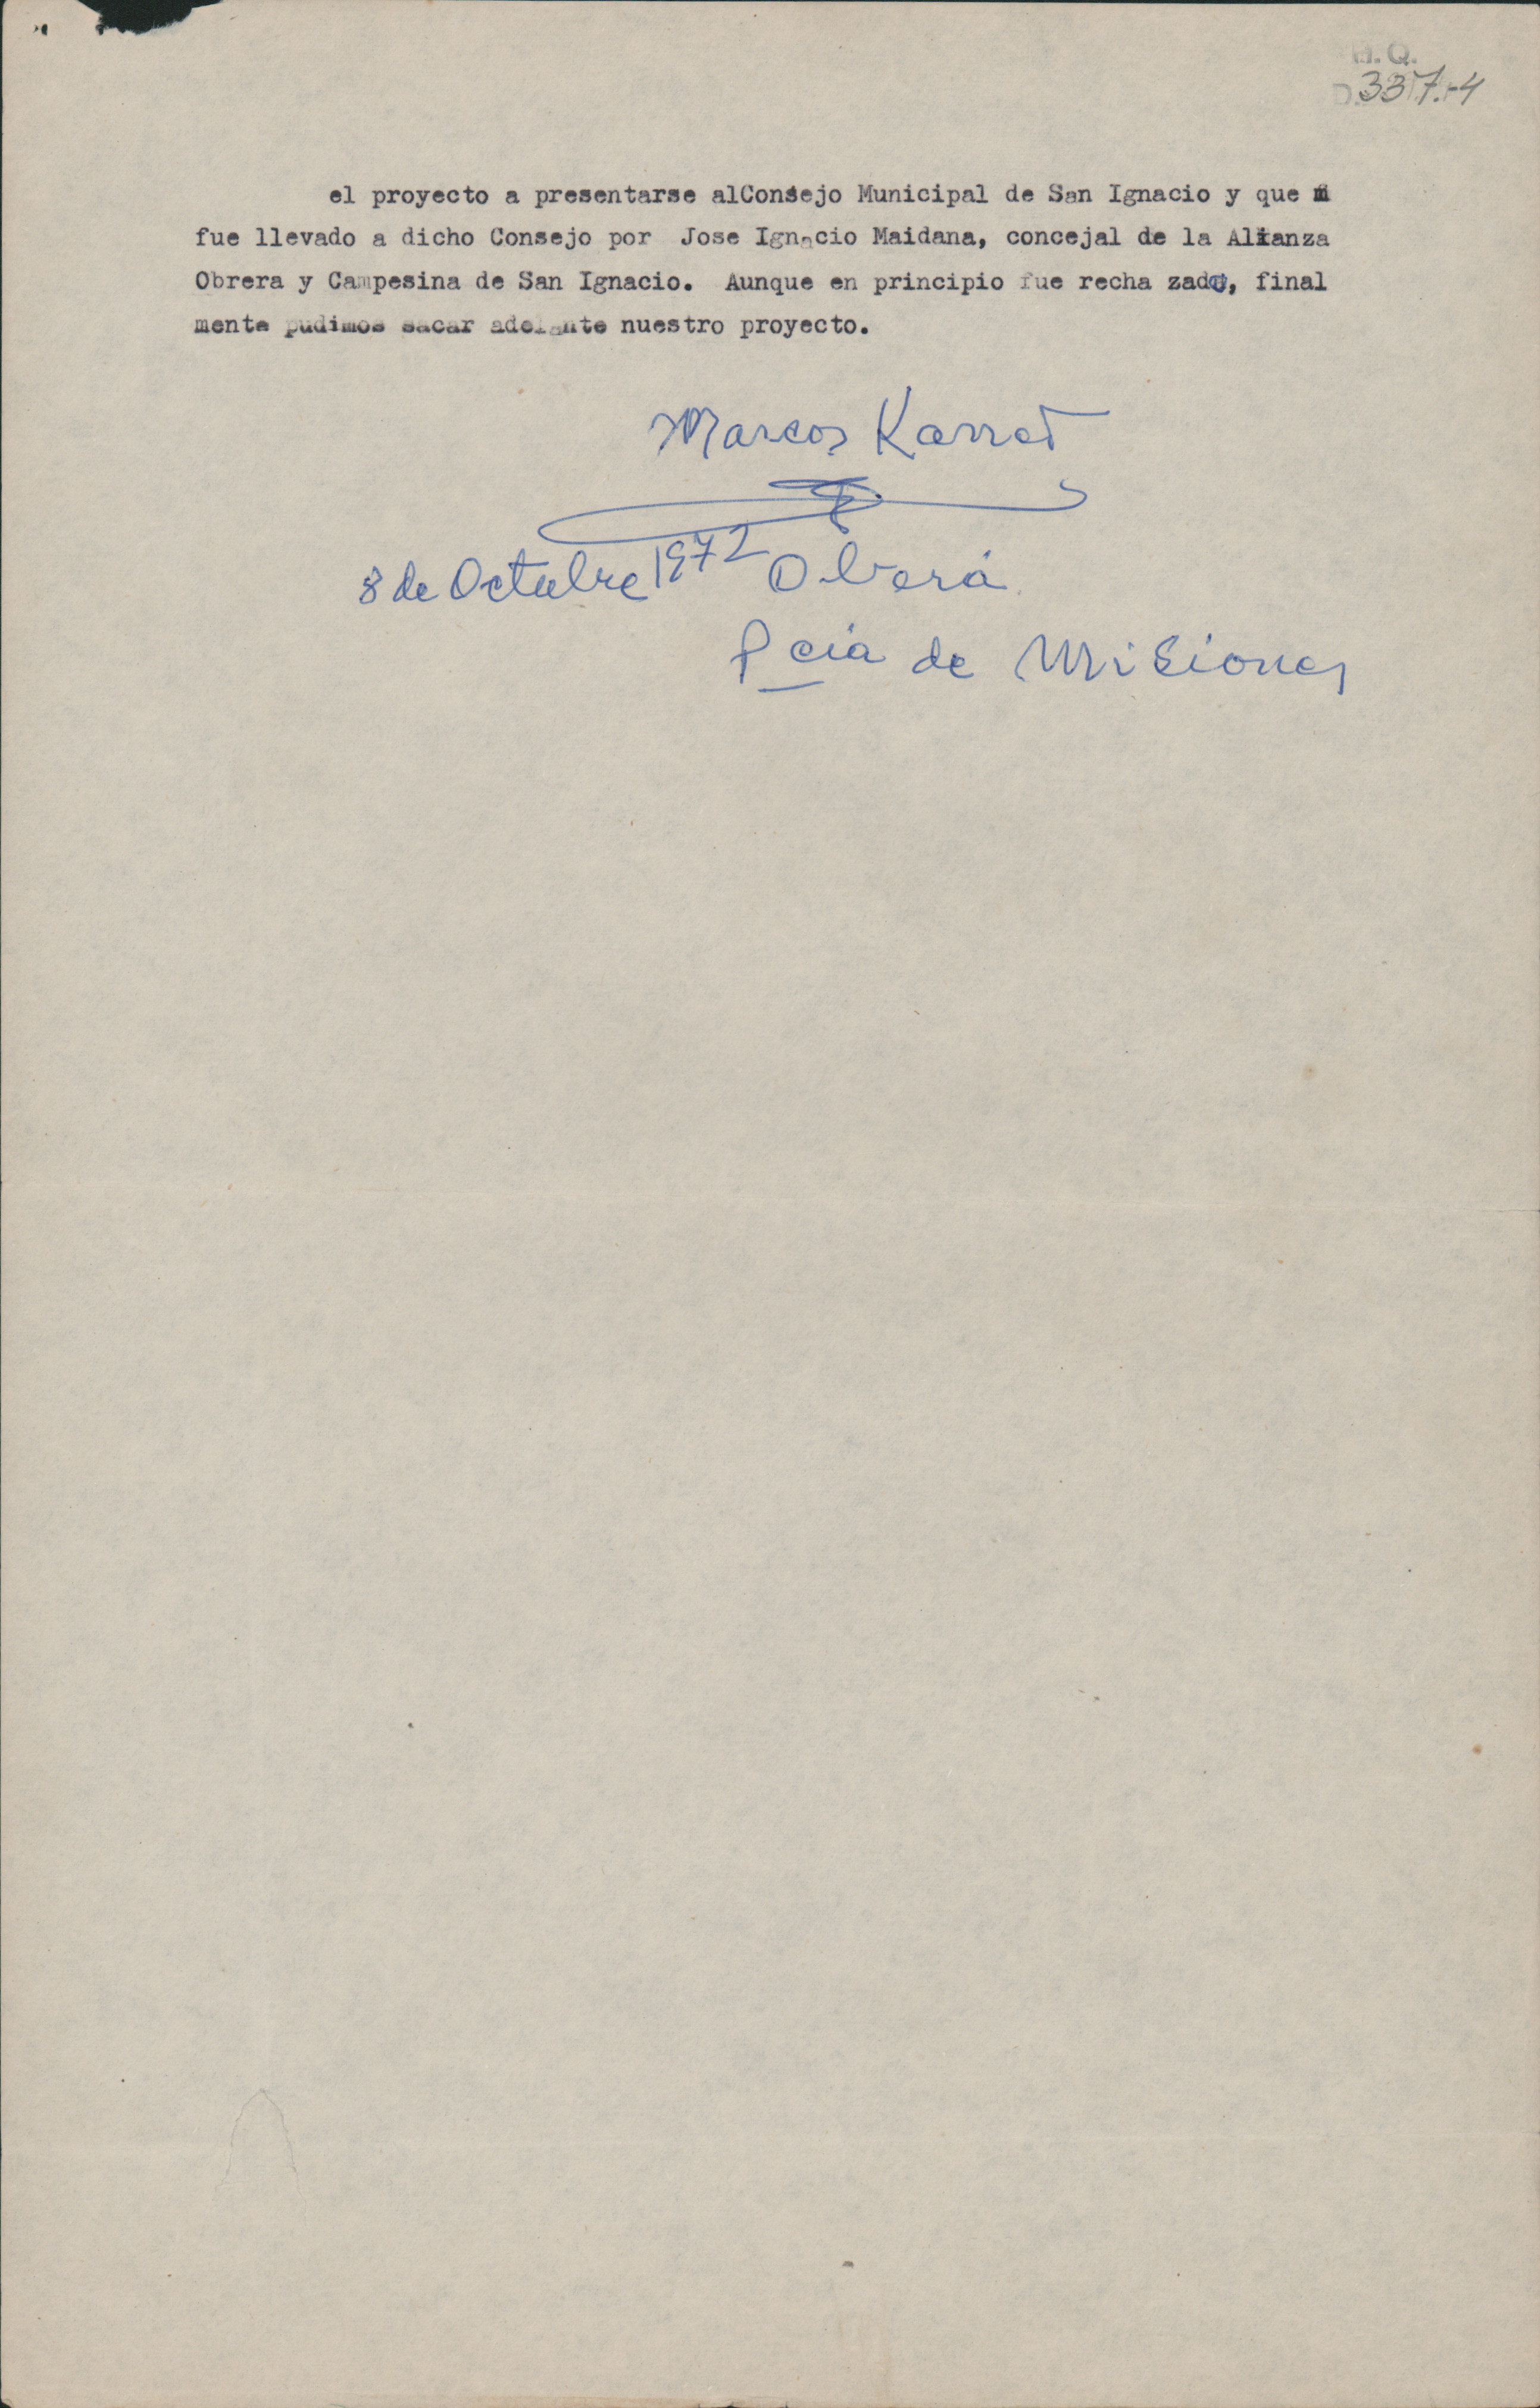 H.Q.
D.337.-4
el proyecto a presentarse alConsejo Municipal de San Ignacio y que
fue llevado a dicho Consejo por Jose Ignacio Maidana, concejal de la Alianza
Obrera y Campesina de San Ignacio. Aunque en principio fue recha zado, final
mente pudimos sacar adelante nuestro proyecto.
Marcos Kanret
8 de Octubre 1972 Oberá
Pcia de Misiones